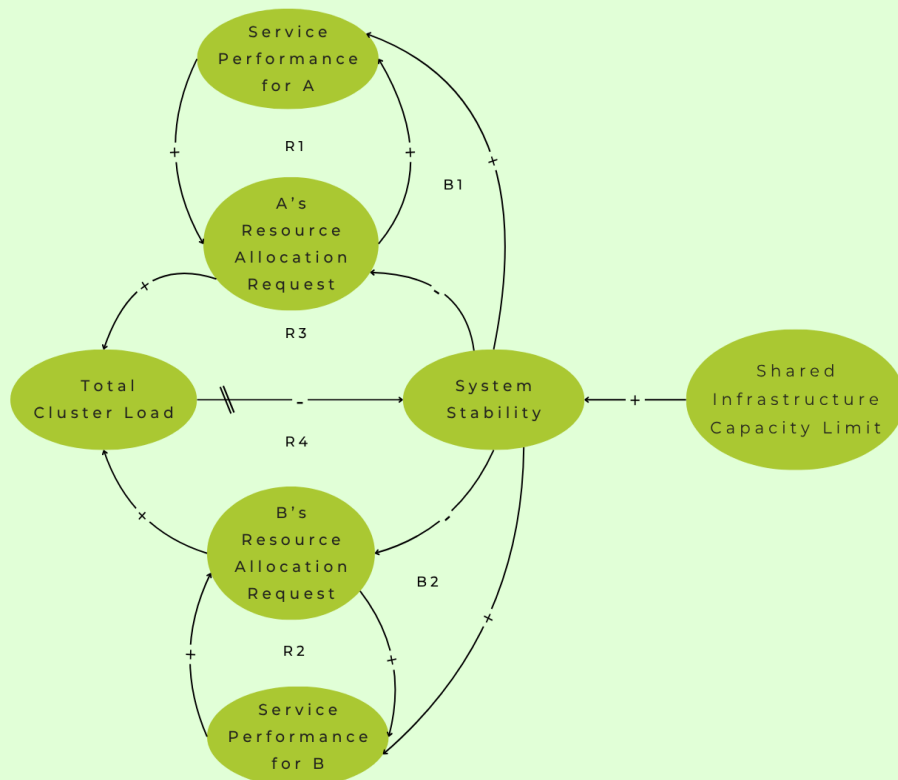 Service
Performance
for A
+
R1
+
+
B1
A's
Resource
Allocation
Request
+
-
R3
Total
Cluster Load
-
System
Stability
+
Shared
Infrastructure
Capacity Limit
R4
+
-
B's
Resource
Allocation
Request
B2
+
+
R2
+
Service
Performance
for B